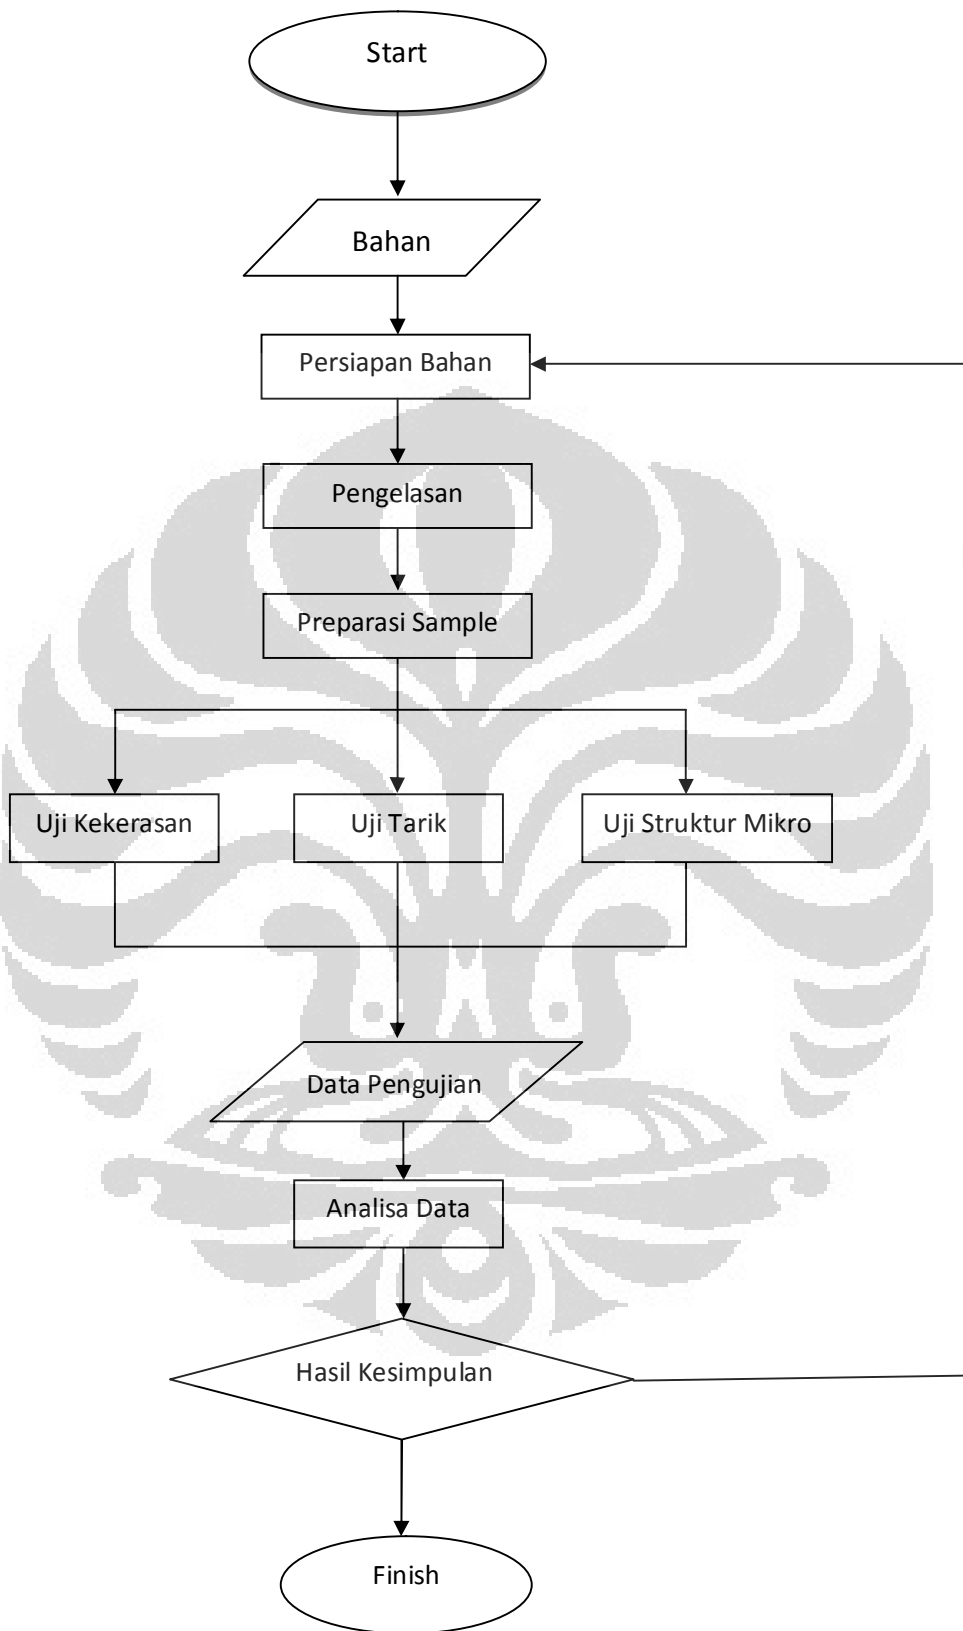 Start
Bahan
Persiapan Bahan
Pengelasan
Preparasi Sample
Uji Kekerasan
Uji Tarik
Uji Struktur Mikro
Data Pengujian
Analisa Data
Hasil Kesimpulan
Finish